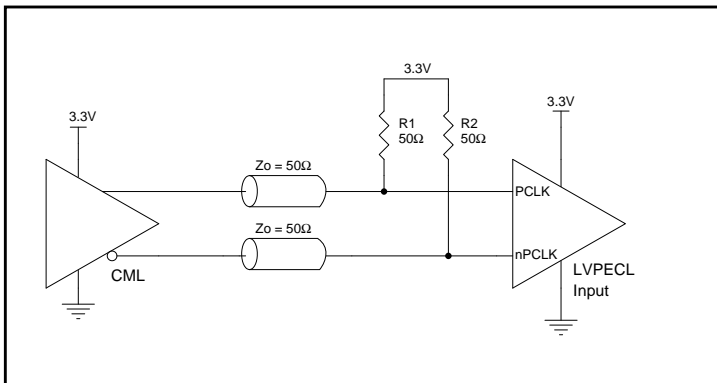 3.3V
3.3V
3.3V
R1
50Ω
R2
50Ω
Zo = 50Ω
PCLK
Zo = 50Ω
nPCLK
CML
LVPECL
Input